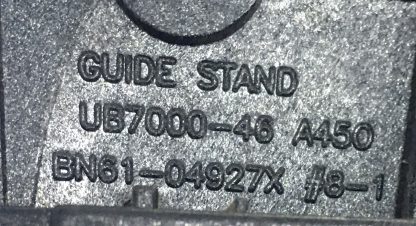 GUIDE STAND
UB7000-46 A450
BN61-04927X #8-1